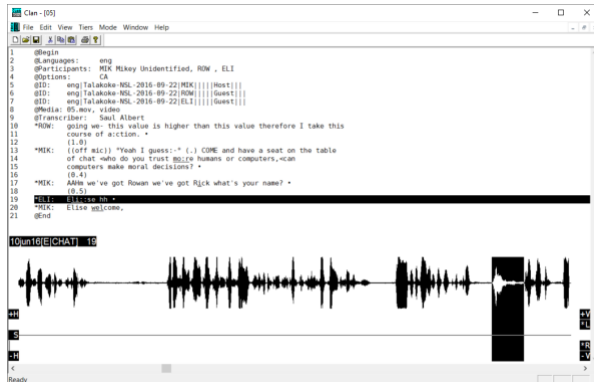 Clan - [05]
File Edit View Tiers Mode Window Help
1 @Begin
2 @Languages: eng
3 @Participants: MIK Mikey Unidentified, ROW , ELI
4 @Options: CA
5 @ID: eng|Talakoke-NSL-2016-09-22|MIK|||||Host|||
6 @ID: eng|Talakoke-NSL-2016-09-22|ROW|||||Guest|||
7 @ID: eng|Talakoke-NSL-2016-09-22|ELI|||||Guest|||
8 @Media: 05.mov, video
9 @Transcriber: Saul Albert
10 *ROW: going we- this value is higher than this value therefore I take this
11 course of a:ction. •
12 (1.0)
13 *MIK: ((off mic)) "Yeah I guess:-" (.) COME and have a seat on the table
14 of chat <who do you trust mo:re humans or computers,<can
15 computers make moral decisions? •
16 (0.4)
17 *MIK: AAHm we've got Rowan we've got Rick what's your name? •
18 (0.5)
19 *ELI: Eli::se hh •
20 *MIK: Elise welcome,
21 @End
10jun16[E|CHAT] 19
+H +V
*L
S
*R
-H -V
Ready